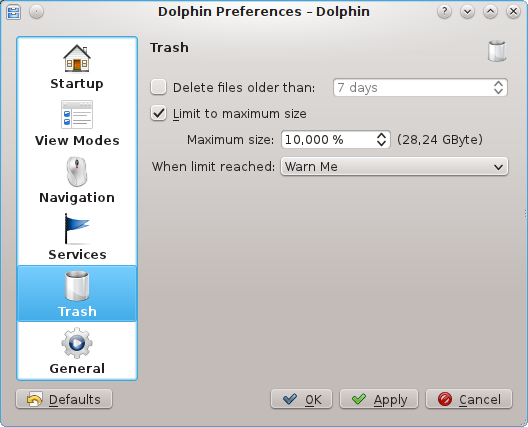 Dolphin Preferences – Dolphin
Startup
View Modes
Navigation
Services
Trash
General
Trash
Delete files older than: 7 days
Limit to maximum size
Maximum size: 10,000 % (28,24 GByte)
When limit reached: Warn Me
Defaults OK Apply Cancel